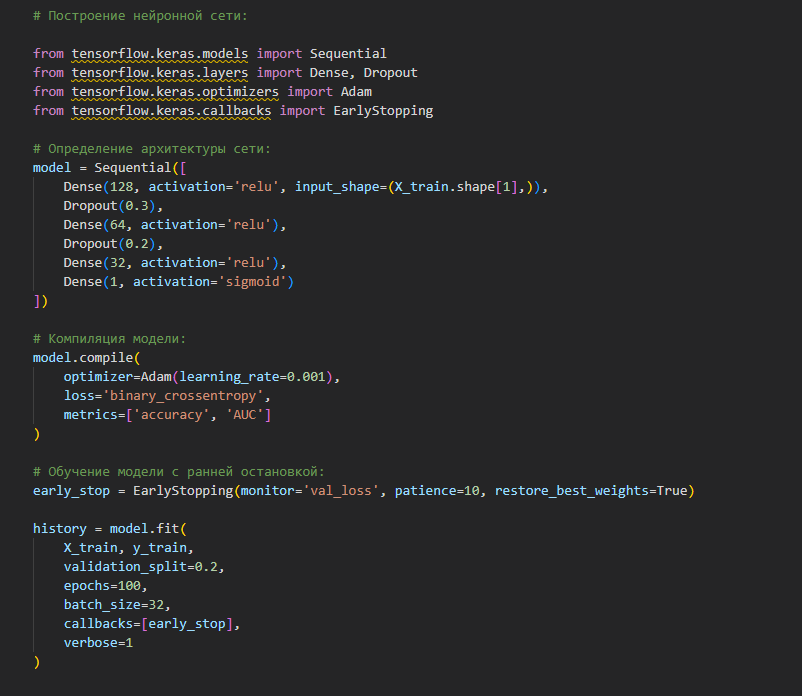 # Построение нейронной сети:
from tensorflow.keras.models import Sequential
from tensorflow.keras.layers import Dense, Dropout
from tensorflow.keras.optimizers import Adam
from tensorflow.keras.callbacks import EarlyStopping
# Определение архитектуры сети:
model = Sequential([
    Dense(128, activation='relu', input_shape=(X_train.shape[1],)),
    Dropout(0.3),
    Dense(64, activation='relu'),
    Dropout(0.2),
    Dense(32, activation='relu'),
    Dense(1, activation='sigmoid')
])
# Компиляция модели:
model.compile(
    optimizer=Adam(learning_rate=0.001),
    loss='binary_crossentropy',
    metrics=['accuracy', 'AUC']
)
# Обучение модели с ранней остановкой:
early_stop = EarlyStopping(monitor='val_loss', patience=10, restore_best_weights=True)
history = model.fit(
    X_train, y_train,
    validation_split=0.2,
    epochs=100,
    batch_size=32,
    callbacks=[early_stop],
    verbose=1
)